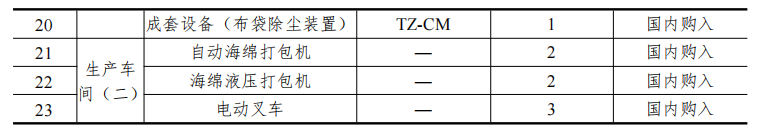 20 成套设备（布袋除尘装置） TZ-CM 1 国内购入
21 生产车间（二） 自动海绵打包机 — 2 国内购入
22 海绵液压打包机 — 2 国内购入
23 电动叉车 — 3 国内购入